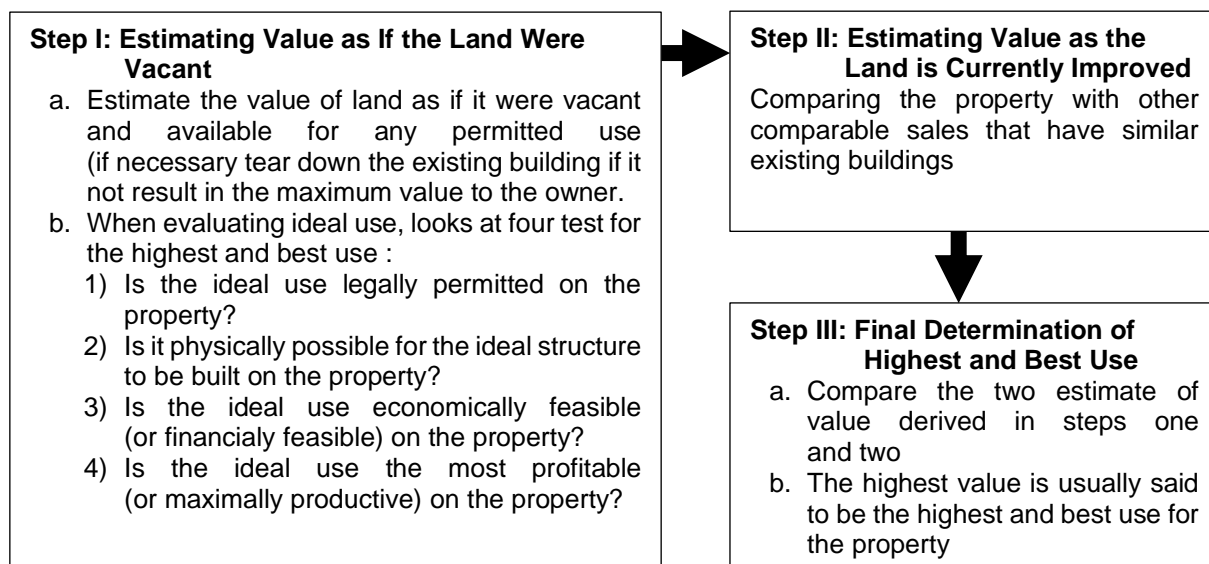 Step I: Estimating Value as If the Land Were
Vacant
a. Estimate the value of land as if it were vacant
and available for any permitted use
(if necessary tear down the existing building if it
not result in the maximum value to the owner.
b. When evaluating ideal use, looks at four test for
the highest and best use :
1) Is the ideal use legally permitted on the
property?
2) Is it physically possible for the ideal structure
to be built on the property?
3) Is the ideal use economically feasible
(or financialy feasible) on the property?
4) Is the ideal use the most profitable
(or maximally productive) on the property?
Step II: Estimating Value as the
Land is Currently Improved
Comparing the property with other
comparable sales that have similar
existing buildings
Step III: Final Determination of
Highest and Best Use
a. Compare the two estimate of
value derived in steps one
and two
b. The highest value is usually said
to be the highest and best use for
the property